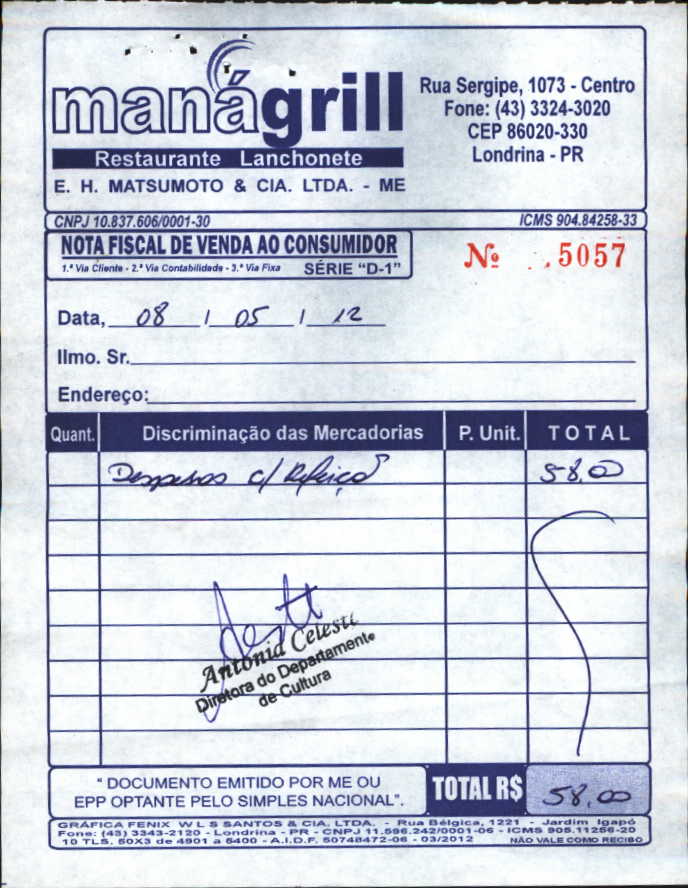 manágrill
Restaurante Lanchonete
E. H. MATSUMOTO & CIA. LTDA. - ME
Rua Sergipe, 1073 - Centro
Fone: (43) 3324-3020
CEP 86020-330
Londrina - PR
CNPJ 10.837.606/0001-30 ICMS 904.84258-33
NOTA FISCAL DE VENDA AO CONSUMIDOR
1.ª Via Cliente - 2.ª Via Contabilidade - 3.ª Via Fixa SÉRIE "D-1"
Nº 5057
Data, 08 / 05 / 12
Ilmo. Sr.
Endereço:
Quant. Discriminação das Mercadorias P. Unit. TOTAL
Despesas c/ Refeição 58,00
Antonia Celesti
Diretora do Departamento
de Cultura
"DOCUMENTO EMITIDO POR ME OU
EPP OPTANTE PELO SIMPLES NACIONAL".
TOTAL R$ 58,00
GRÁFICA FENIX W L S SANTOS & CIA. LTDA. - Rua Bélgica, 1221 - Jardim Igapó
Fone: (43) 3343-2120 - Londrina - PR - CNPJ 11.596.242/0001-06 - ICMS 905.11256-20
10 TLS. 50X3 de 4901 a 5400 - A.I.D.F. 50748472-06 - 03/2012 NÃO VALE COMO RECIBO